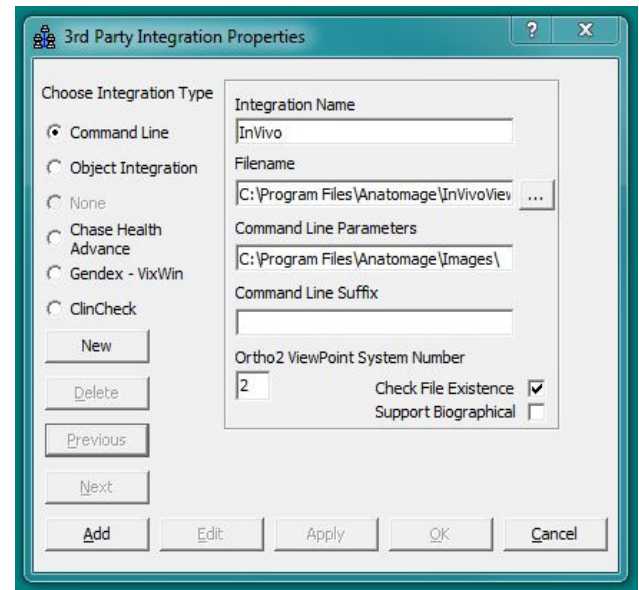 3rd Party Integration Properties
?
X
Choose Integration Type
Command Line
Object Integration
None
Chase Health
Advance
Gendex - VixWin
ClinCheck
New
Delete
Previous
Next
Integration Name
InVivo
Filename
C:\Program Files\Anatomage\InVivoView
...
Command Line Parameters
C:\Program Files\Anatomage\Images\
Command Line Suffix
Ortho2 ViewPoint System Number
2
Check File Existence
Support Biographical
Add
Edit
Apply
OK
Cancel